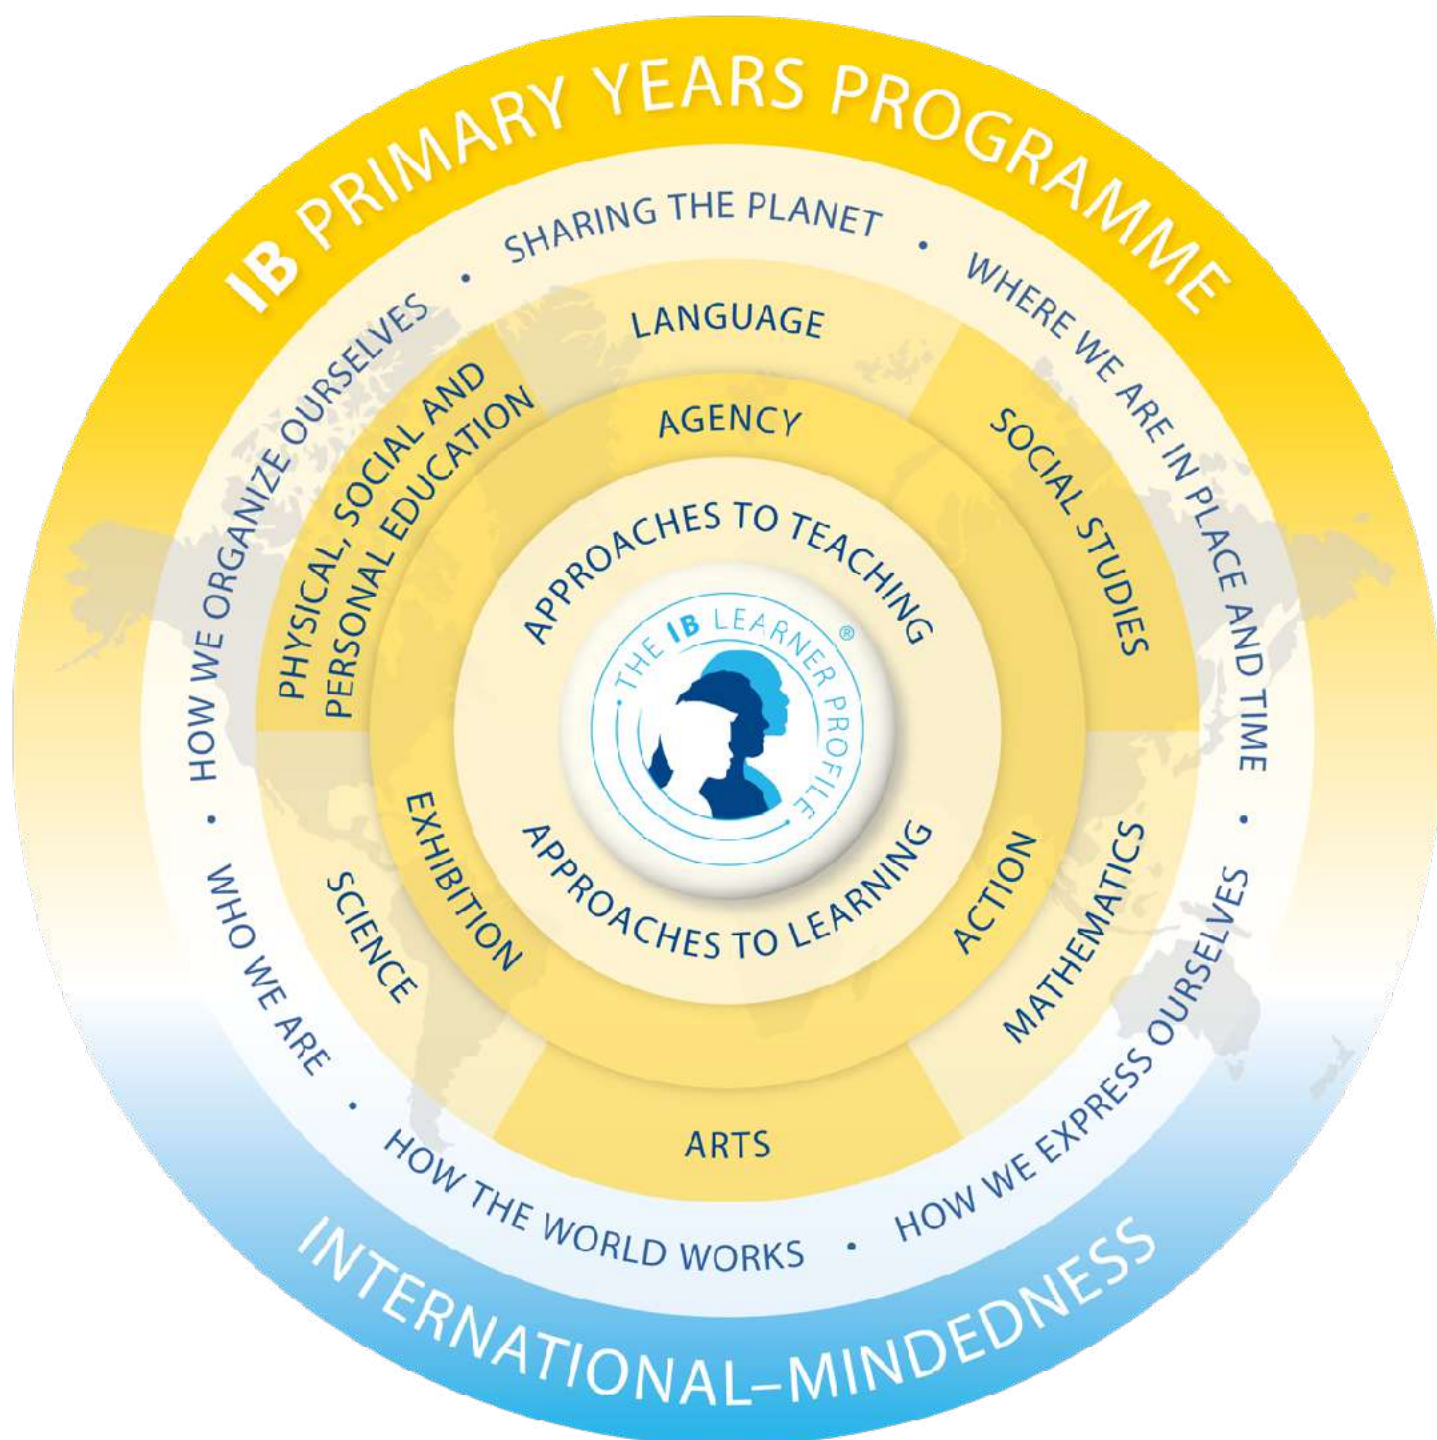 IB PRIMARY YEARS PROGRAMME
SHARING THE PLANET
•
WHERE WE ARE IN PLACE AND TIME
•
HOW WE EXPRESS OURSELVES
•
HOW THE WORLD WORKS
•
WHO WE ARE
•
HOW WE ORGANIZE OURSELVES
•
LANGUAGE
SOCIAL STUDIES
MATHEMATICS
ARTS
SCIENCE
PHYSICAL, SOCIAL AND
PERSONAL EDUCATION
AGENCY
ACTION
EXHIBITION
APPROACHES TO TEACHING
THE IB LEARNER PROFILE ®
APPROACHES TO LEARNING
INTERNATIONAL–MINDEDNESS